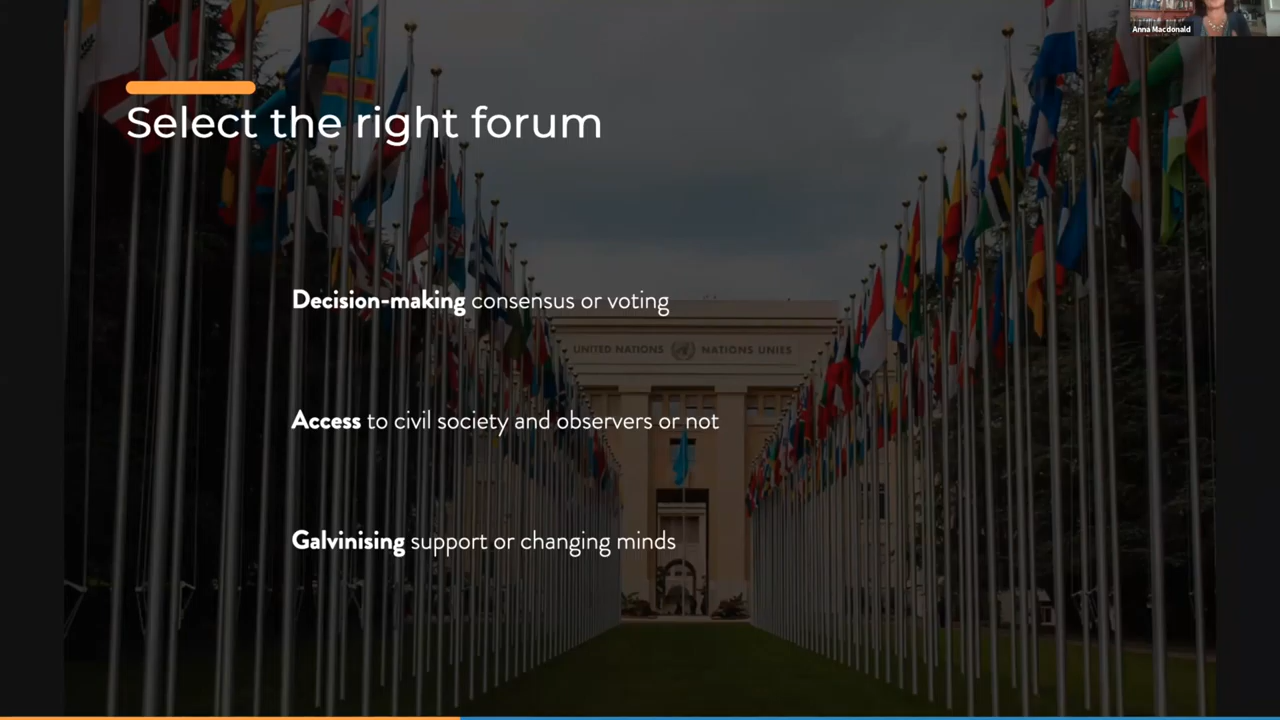 Anna Macdonald
Select the right forum
Decision-making consensus or voting
UNITED NATIONS NATIONS UNIES
Access to civil society and observers or not
Galvinising support or changing minds